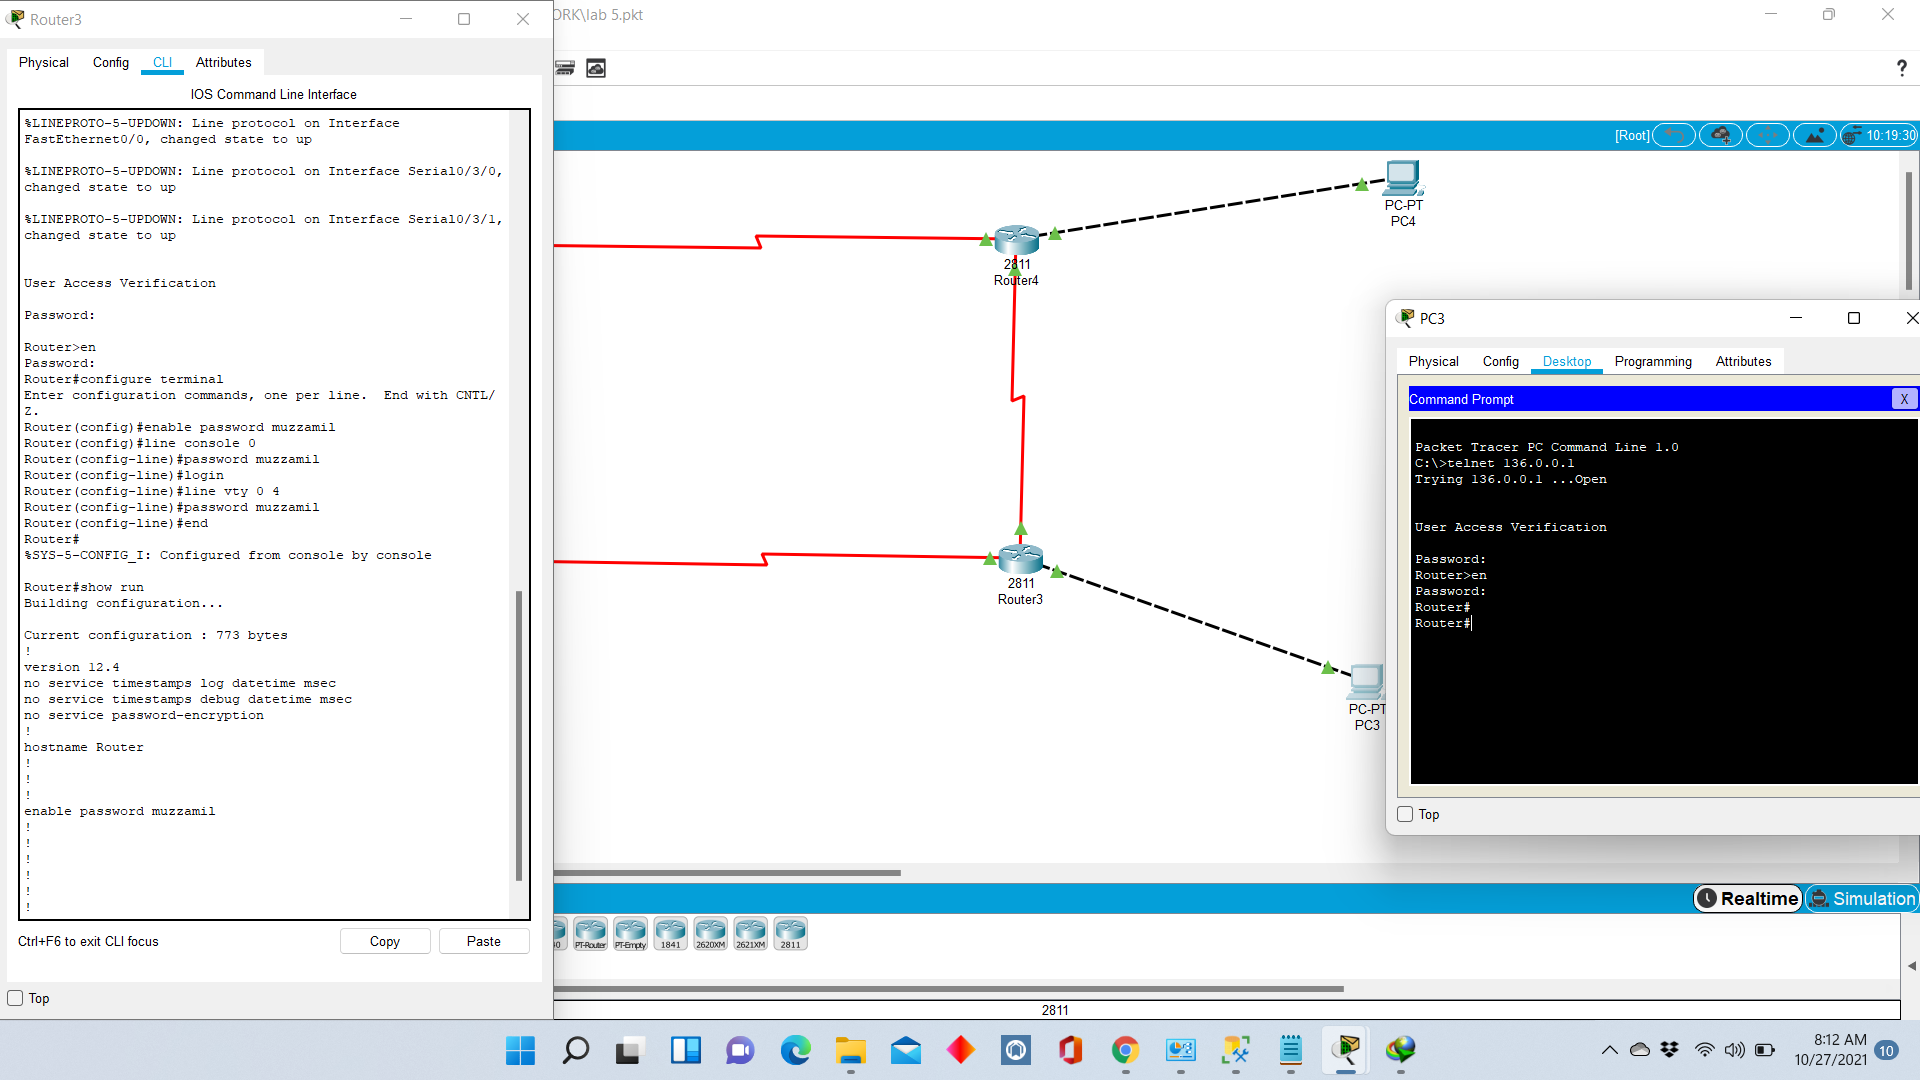 Router3
ORK\lab 5.pkt
Physical Config CLI Attributes
IOS Command Line Interface
%LINEPROTO-5-UPDOWN: Line protocol on Interface
FastEthernet0/0, changed state to up
%LINEPROTO-5-UPDOWN: Line protocol on Interface Serial0/3/0,
changed state to up
%LINEPROTO-5-UPDOWN: Line protocol on Interface Serial0/3/1,
changed state to up
User Access Verification
Password:
Router>en
Password:
Router#configure terminal
Enter configuration commands, one per line.  End with CNTL/
Z.
Router(config)#enable password muzzamil
Router(config)#line console 0
Router(config-line)#password muzzamil
Router(config-line)#login
Router(config-line)#line vty 0 4
Router(config-line)#password muzzamil
Router(config-line)#end
Router#
%SYS-5-CONFIG_I: Configured from console by console
Router#show run
Building configuration...
Current configuration : 773 bytes
!
version 12.4
no service timestamps log datetime msec
no service timestamps debug datetime msec
no service password-encryption
!
hostname Router
!
!
!
enable password muzzamil
!
!
!
!
!
!
Ctrl+F6 to exit CLI focus
Copy
Paste
Top
?
[Root]
10:19:30
PC-PT
PC4
2811
Router4
2811
Router3
PC-PT
PC3
PC3
Physical Config Desktop Programming Attributes
Command Prompt
X
Packet Tracer PC Command Line 1.0
C:\>telnet 136.0.0.1
Trying 136.0.0.1 ...Open
User Access Verification
Password:
Router>en
Password:
Router#
Router#
Top
Realtime
Simulation
PT-Router
PT-Empty
1841
2620XM
2621XM
2811
2811
8:12 AM
10/27/2021
10